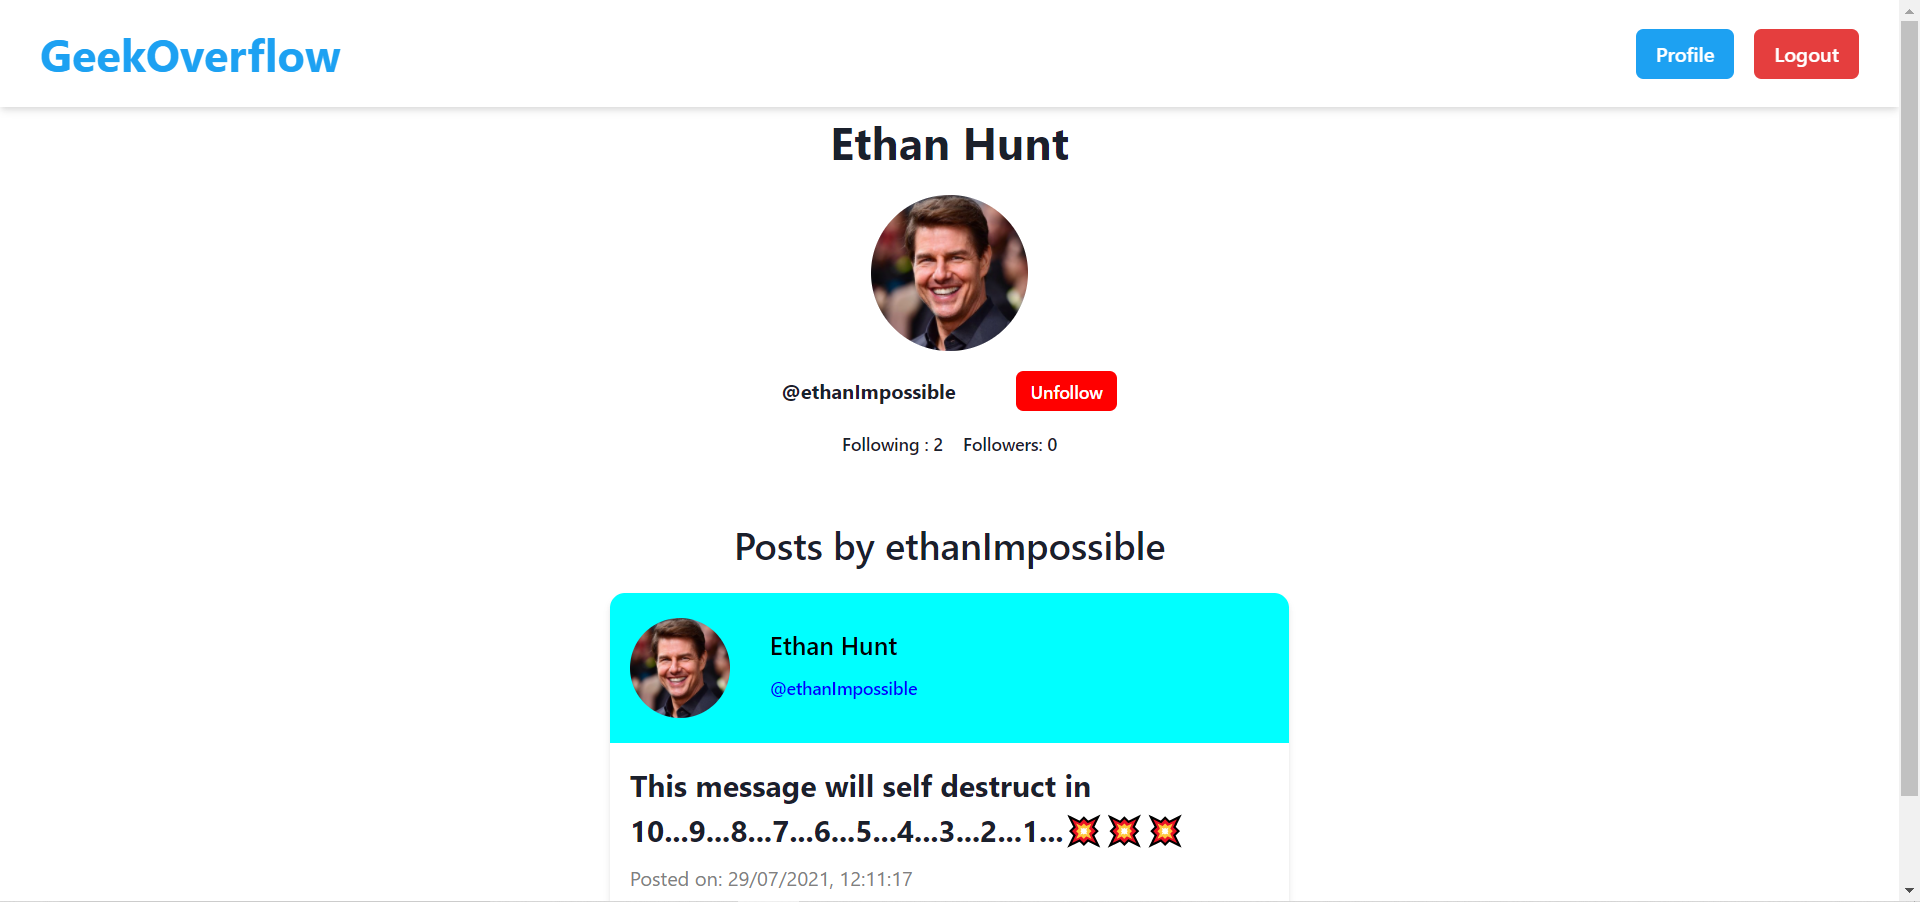 GeekOverflow
Profile
Logout
Ethan Hunt
@ethanImpossible
Unfollow
Following : 2
Followers: 0
Posts by ethanImpossible
Ethan Hunt
@ethanImpossible
This message will self destruct in
10...9...8...7...6...5...4...3...2...1...💥💥💥
Posted on: 29/07/2021, 12:11:17